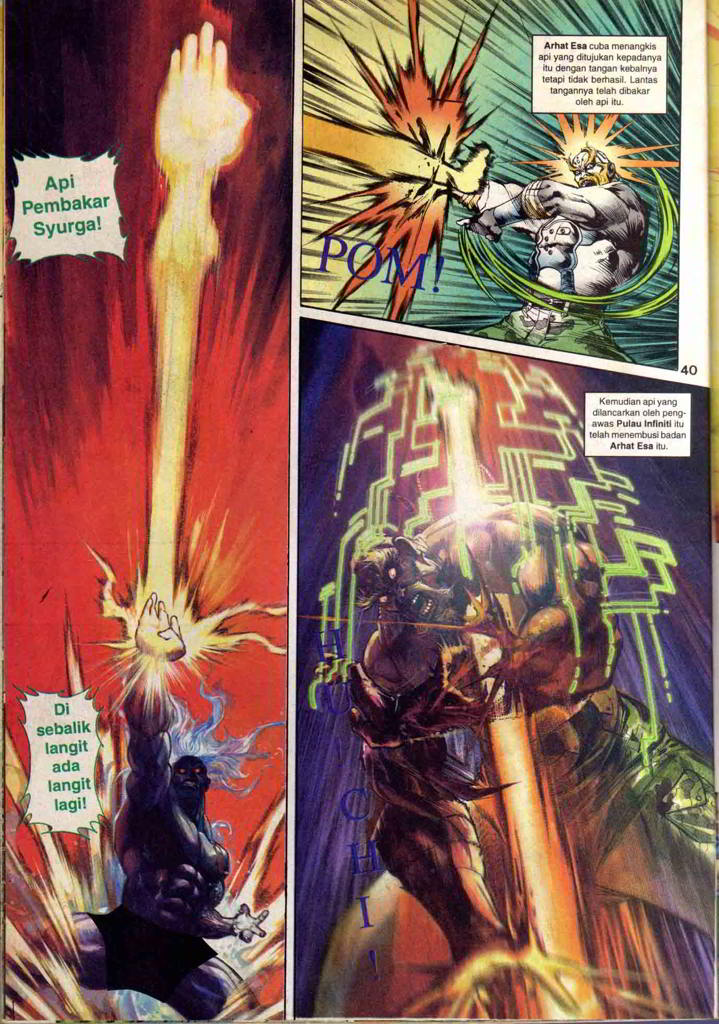 Api
Pembakar
Syurga!
Di
sebalik
langit
ada
langit
lagi!
Arhat Esa cuba menangkis
api yang ditujukan kepadanya
itu dengan tangan kebalnya
tetapi tidak berhasil. Lantas
tangannya telah dibakar
oleh api itu.
POM!
40
Kemudian api yang
dilancarkan oleh peng-
awas Pulau Infiniti itu
telah menembusi badan
Arhat Esa itu.
CHI!